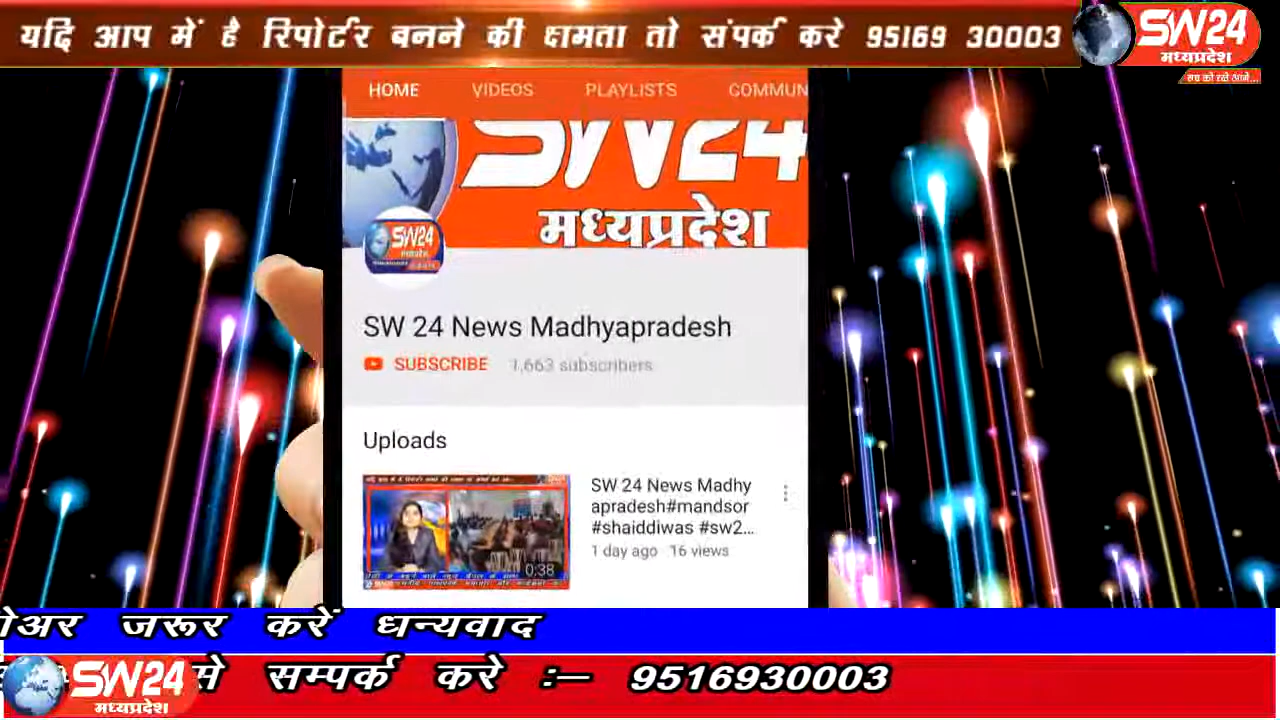 यदि आप में है रिपोर्टर बनने की क्षमता तो संपर्क करे 95169 30003
SW24
मध्यप्रदेश
HOME VIDEOS PLAYLISTS COMMUN
SW24
मध्यप्रदेश
SW24
SW 24 News Madhyapradesh
SUBSCRIBE 1,663 subscribers
Uploads
SW 24 News Madhy
apradesh#mandsor
#shaiddiwas #sw2...
1 day ago 16 views
0:38
जरूर करें धन्यवाद
SW24 से सम्पर्क करे :– 9516930003
मध्यप्रदेश